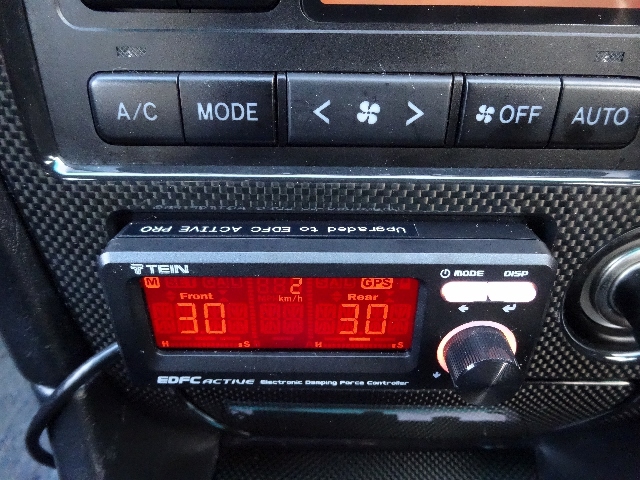 A/C MODE < > OFF AUTO
Upgraded to EDFC ACTIVE PRO
TEIN
MODE DISP
M 2 GPS
Front km/h Rear
30 30
H S H S
EDFC ACTIVE Electronic Damping Force Controller